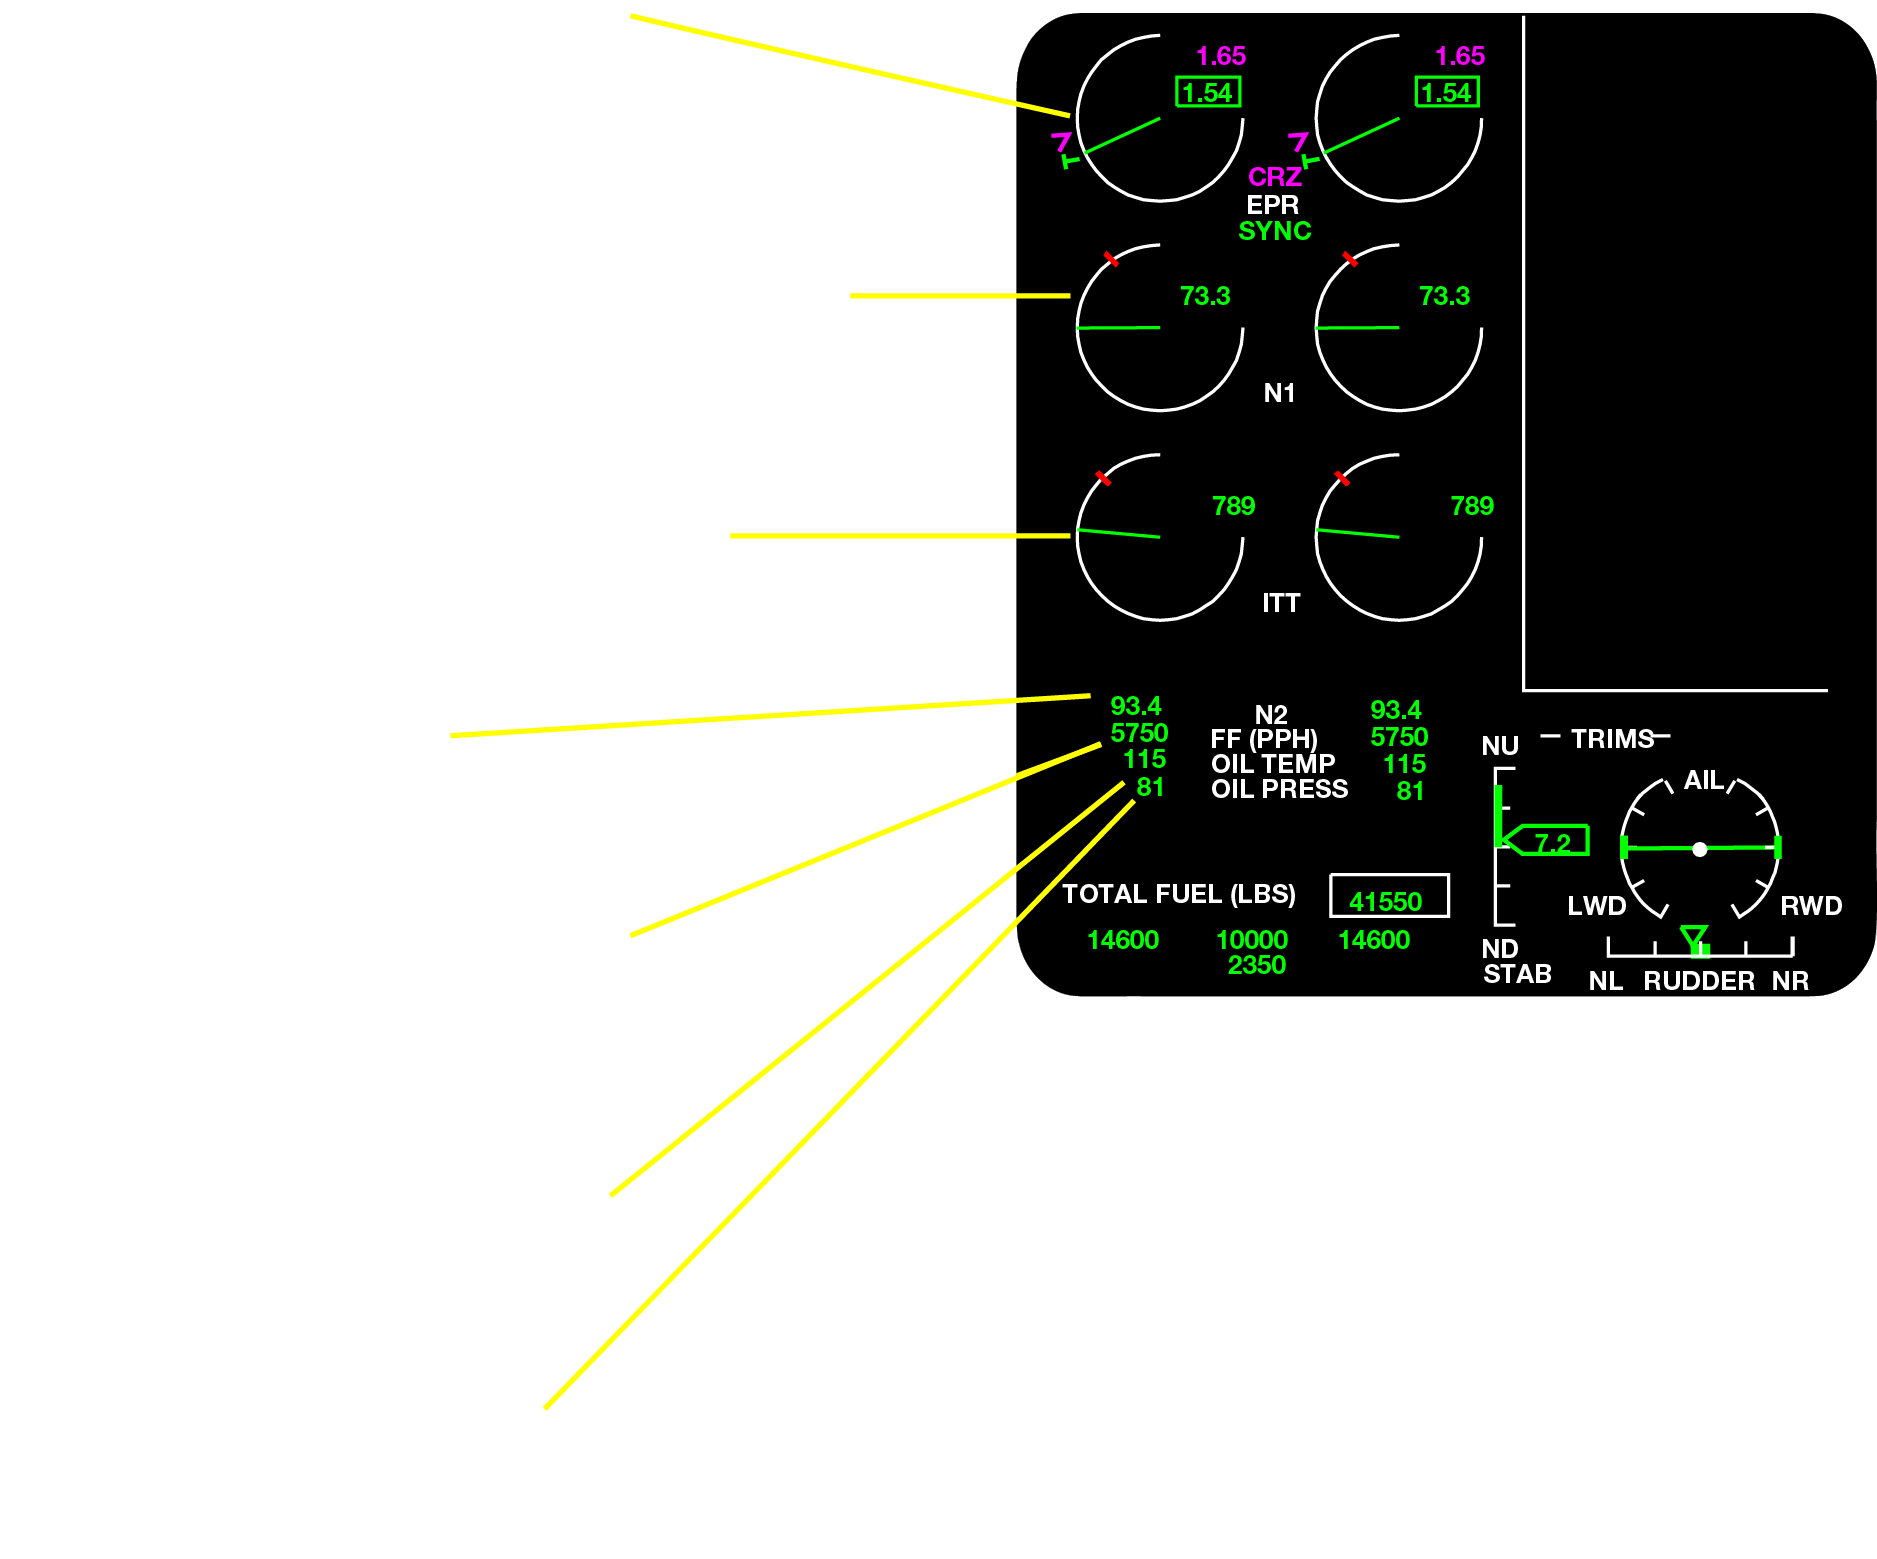 1.65 1.65
1.54 1.54
CRZ
EPR
SYNC
73.3 73.3
N1
789 789
ITT
93.4 N2 93.4
5750 FF (PPH) 5750
115 OIL TEMP 115
81 OIL PRESS 81
TOTAL FUEL (LBS) 41550
14600 10000 14600
2350
TRIMS
NU
AIL
7.2
LWD RWD
ND
STAB
NL RUDDER NR